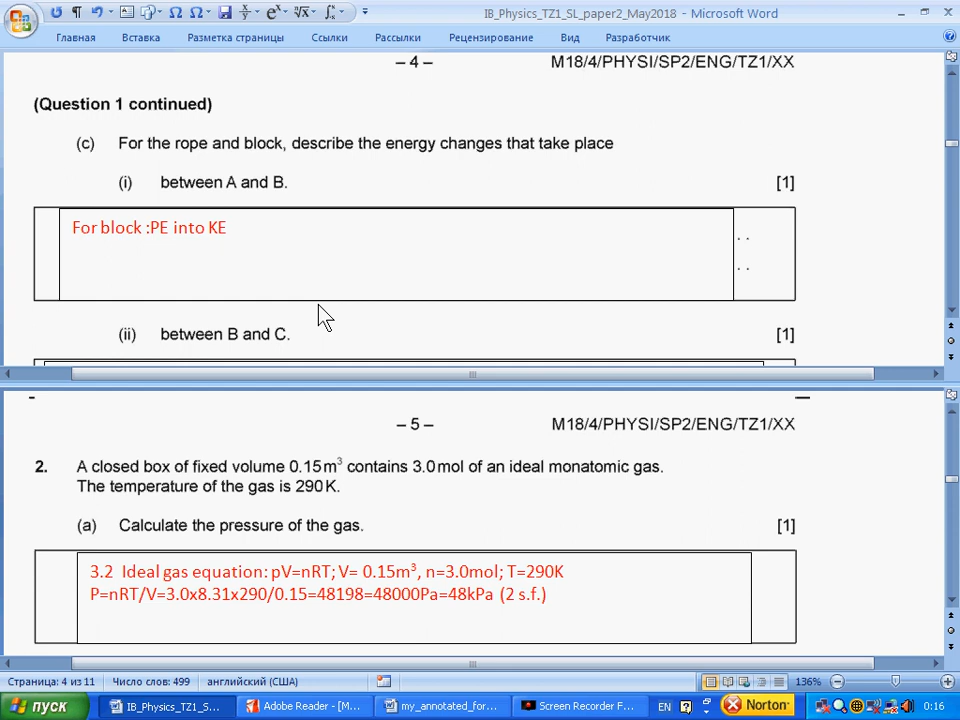 IB_Physics_TZ1_SL_paper2_May2018 - Microsoft Word
Главная Вставка Разметка страницы Ссылки Рассылки Рецензирование Вид Разработчик
– 4 – M18/4/PHYSI/SP2/ENG/TZ1/XX
(Question 1 continued)
(c) For the rope and block, describe the energy changes that take place
(i) between A and B. [1]
For block :PE into KE
(ii) between B and C. [1]
– 5 – M18/4/PHYSI/SP2/ENG/TZ1/XX
2. A closed box of fixed volume 0.15 m³ contains 3.0 mol of an ideal monatomic gas.
The temperature of the gas is 290 K.
(a) Calculate the pressure of the gas. [1]
3.2 Ideal gas equation: pV=nRT; V= 0.15m³, n=3.0mol; T=290K
P=nRT/V=3.0x8.31x290/0.15=48198=48000Pa=48kPa (2 s.f.)
Страница: 4 из 11 Число слов: 499 английский (США) 136%
пуск IB_Physics_TZ1_S... Adobe Reader - [M... my_annotated_for... Screen Recorder F... EN Norton 0:16